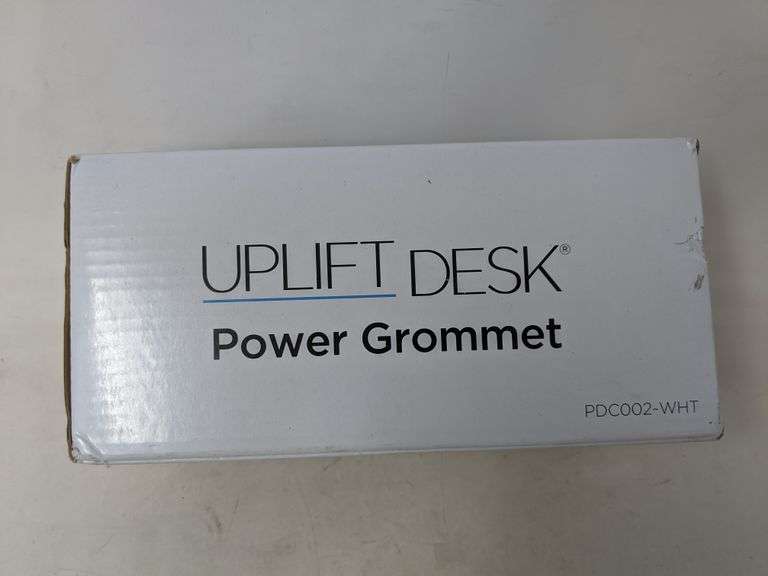 UPLIFT DESK®
Power Grommet
PDC002-WHT